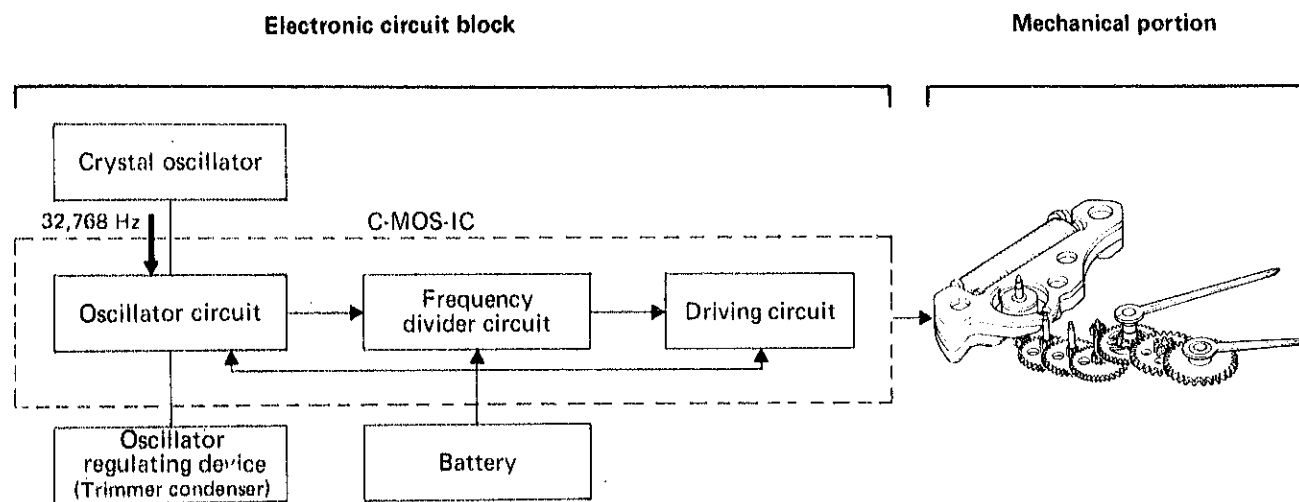 Electronic circuit block
Mechanical portion
Crystal oscillator
32,768 Hz
C-MOS-IC
Oscillator circuit
Frequency
divider circuit
Driving circuit
Oscillator
regulating device
(Trimmer condenser)
Battery